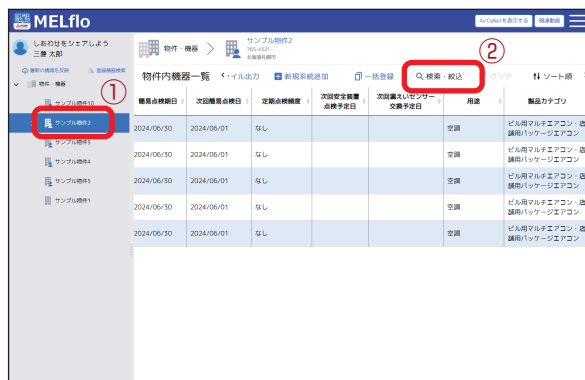 MELflo
AirCoNetを表示する 関連動画
しあわせをシェアしよう
三菱 太郎
最新の情報を反映 登録機器検索
物件・機器
サンプル物件10
①
サンプル物件2
サンプル物件3
サンプル物件4
サンプル物件5
サンプル物件1
物件・機器 >
サンプル物件2
765-4321
北海道札幌市
②
物件内機器一覧 イル出力 新規系統追加 一括登録 検索・絞込 クリア ソート順
簡易点検期日 次回簡易点検日 定期点検頻度 次回安全装置点検予定日 次回漏えいセンサー交換予定日 用途 製品カテゴリ
2024/06/30 2024/06/01 なし 空調 ビル用マルチエアコン・店舗用パッケージエアコン
2024/06/30 2024/06/01 なし 空調 ビル用マルチエアコン・店舗用パッケージエアコン
2024/06/30 2024/06/01 なし 空調 ビル用マルチエアコン・店舗用パッケージエアコン
2024/06/30 2024/06/01 なし 空調 ビル用マルチエアコン・店舗用パッケージエアコン
2024/06/30 2024/06/01 なし 空調 ビル用マルチエアコン・店舗用パッケージエアコン